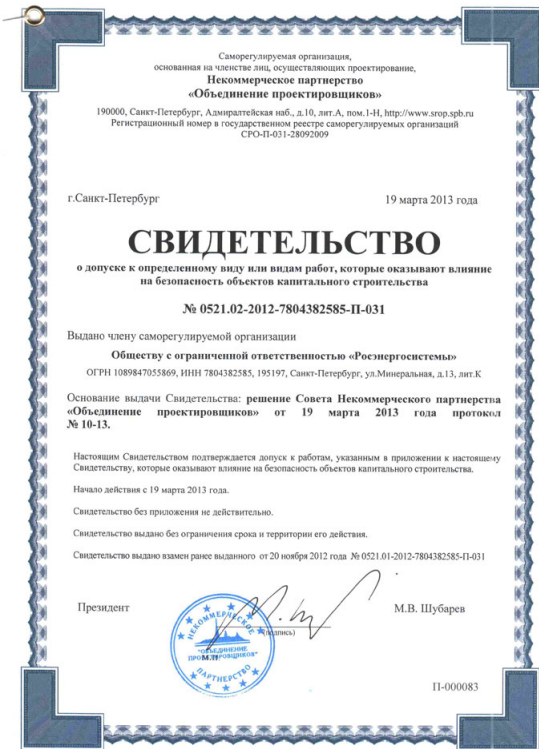 Саморегулируемая организация,
основанная на членстве лиц, осуществляющих проектирование,
Некоммерческое партнерство
«Объединение проектировщиков»
190000, Санкт-Петербург, Адмиралтейская наб., д.10, лит.А, пом.1-Н, http://www.srop.spb.ru
Регистрационный номер в государственном реестре саморегулируемых организаций
СРО-П-031-28092009
г.Санкт-Петербург 19 марта 2013 года
СВИДЕТЕЛЬСТВО
о допуске к определенному виду или видам работ, которые оказывают влияние
на безопасность объектов капитального строительства
№ 0521.02-2012-7804382585-П-031
Выдано члену саморегулируемой организации
Обществу с ограниченной ответственностью «Росэнергосистемы»
ОГРН 1089847055869, ИНН 7804382585, 195197, Санкт-Петербург, ул.Минеральная, д.13, лит.К
Основание выдачи Свидетельства: решение Совета Некоммерческого партнерства
«Объединение проектировщиков» от 19 марта 2013 года протокол
№ 10-13.
Настоящим Свидетельством подтверждается допуск к работам, указанным в приложении к настоящему
Свидетельству, которые оказывают влияние на безопасность объектов капитального строительства.
Начало действия с 19 марта 2013 года.
Свидетельство без приложения не действительно.
Свидетельство выдано без ограничения срока и территории его действия.
Свидетельство выдано взамен ранее выданного от 20 ноября 2012 года № 0521.01-2012-7804382585-П-031
Президент М.В. Шубарев
(подпись)
НЕКОММЕРЧЕСКОЕ
"ОБЪЕДИНЕНИЕ
ПРОЕКТИРОВЩИКОВ"
М.П.
ПАРТНЕРСТВО
П-000083